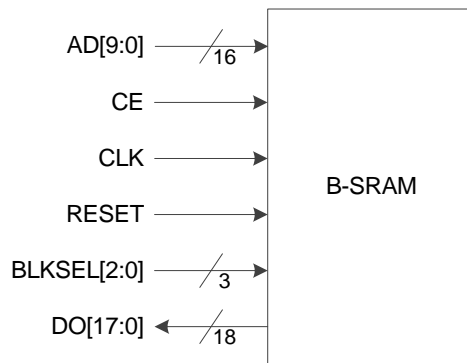 AD[9:0]
16
CE
CLK
B-SRAM
RESET
BLKSEL[2:0]
3
DO[17:0]
18